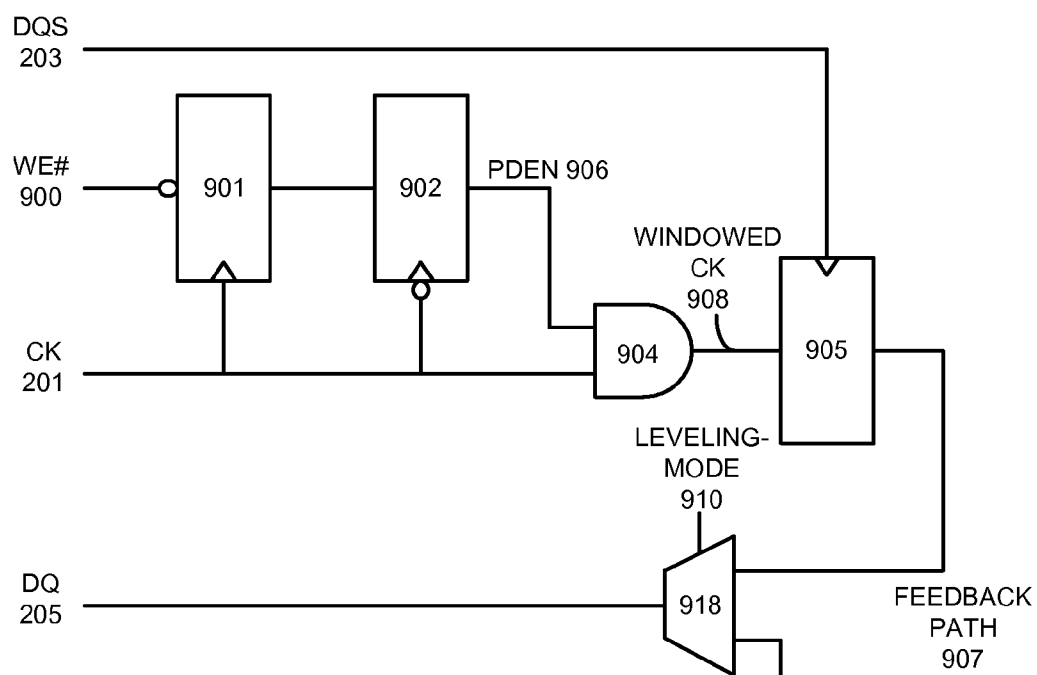 DQS
203
WE#
900
901
902
PDEN 906
WINDOWED
CK
908
CK
201
904
905
LEVELING-
MODE
910
DQ
205
918
FEEDBACK
PATH
907